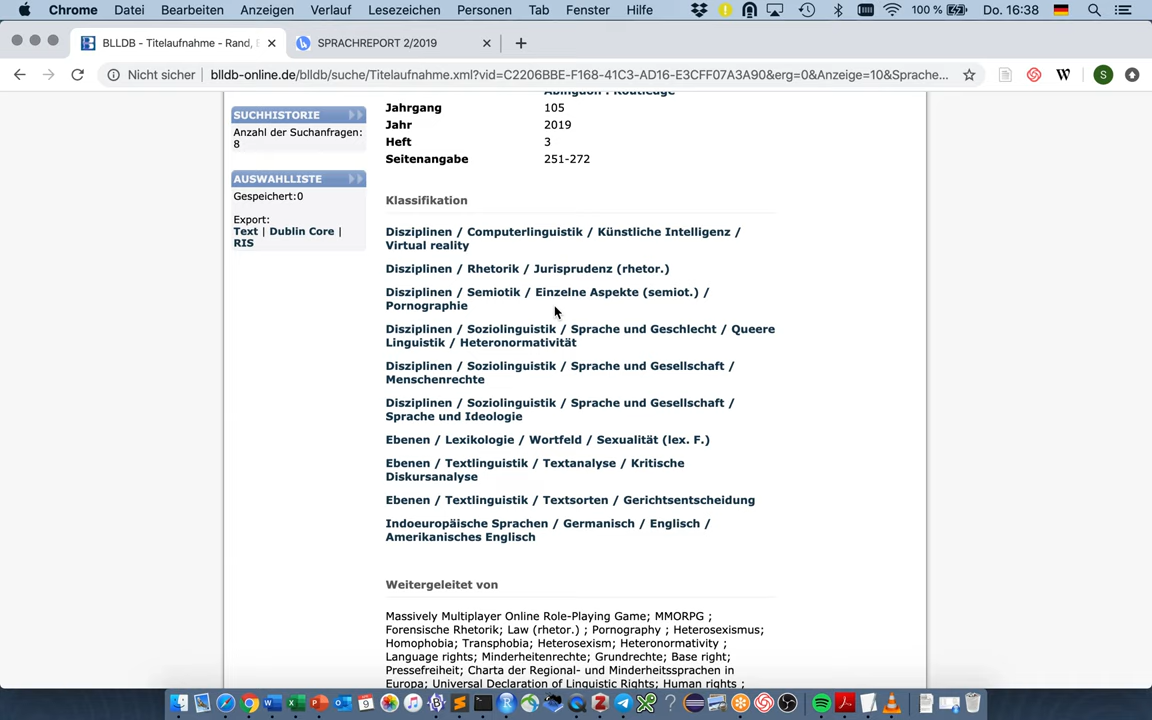 Chrome Datei Bearbeiten Anzeigen Verlauf Lesezeichen Personen Tab Fenster Hilfe 100 % Do. 16:38
BLLDB - Titelaufnahme - Rand, SPRACHREPORT 2/2019
Nicht sicher blldb-online.de/blldb/suche/Titelaufnahme.xml?vid=C2206BBE-F168-41C3-AD16-E3CFF07A3A90&erg=0&Anzeige=10&Sprache... S
Abingdon : Routledge
SUCHHISTORIE
Anzahl der Suchanfragen:
8
AUSWAHLLISTE
Gespeichert:0
Export:
Text | Dublin Core |
RIS
Jahrgang 105
Jahr 2019
Heft 3
Seitenangabe 251-272
Klassifikation
Disziplinen / Computerlinguistik / Künstliche Intelligenz /
Virtual reality
Disziplinen / Rhetorik / Jurisprudenz (rhetor.)
Disziplinen / Semiotik / Einzelne Aspekte (semiot.) /
Pornographie
Disziplinen / Soziolinguistik / Sprache und Geschlecht / Queere
Linguistik / Heteronormativität
Disziplinen / Soziolinguistik / Sprache und Gesellschaft /
Menschenrechte
Disziplinen / Soziolinguistik / Sprache und Gesellschaft /
Sprache und Ideologie
Ebenen / Lexikologie / Wortfeld / Sexualität (lex. F.)
Ebenen / Textlinguistik / Textanalyse / Kritische
Diskursanalyse
Ebenen / Textlinguistik / Textsorten / Gerichtsentscheidung
Indoeuropäische Sprachen / Germanisch / Englisch /
Amerikanisches Englisch
Weitergeleitet von
Massively Multiplayer Online Role-Playing Game; MMORPG ;
Forensische Rhetorik; Law (rhetor.) ; Pornography ; Heterosexismus;
Homophobia; Transphobia; Heterosexism; Heteronormativity ;
Language rights; Minderheitenrechte; Grundrechte; Base right;
Pressefreiheit; Charta der Regional- und Minderheitssprachen in
Europa; Universal Declaration of Linguistic Rights; Human rights ;